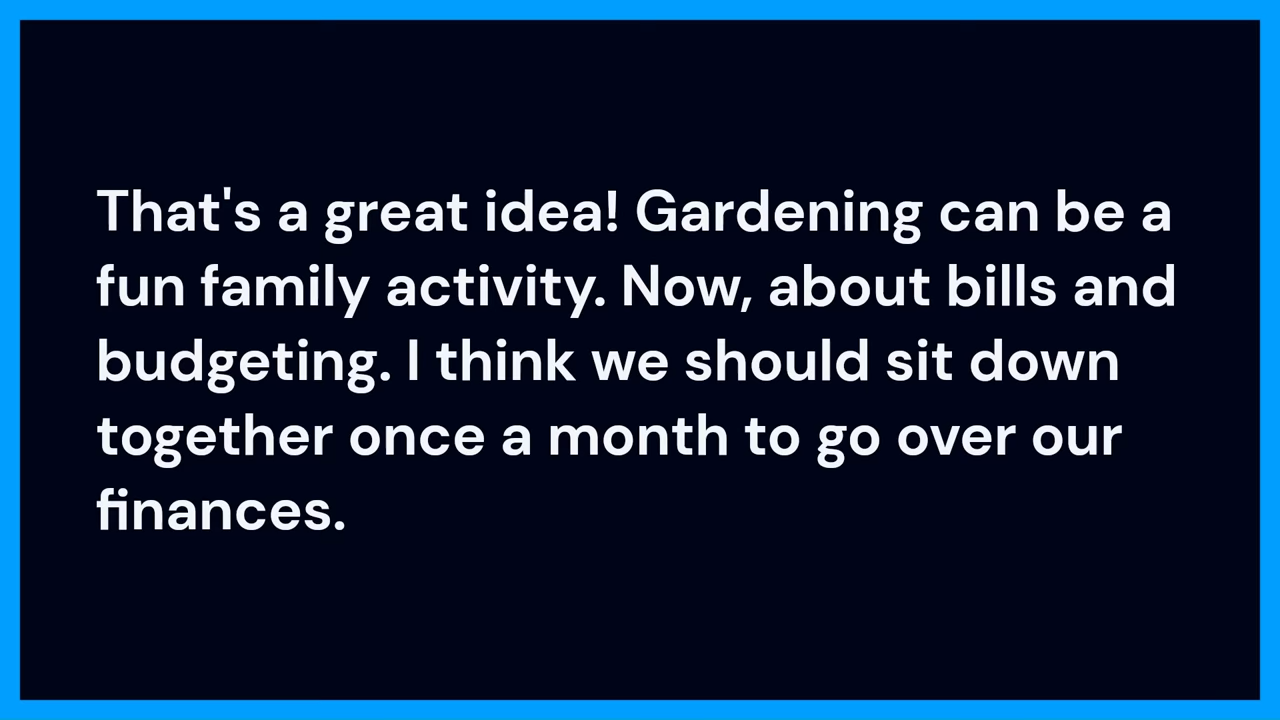 That's a great idea! Gardening can be a
fun family activity. Now, about bills and
budgeting. I think we should sit down
together once a month to go over our
finances.